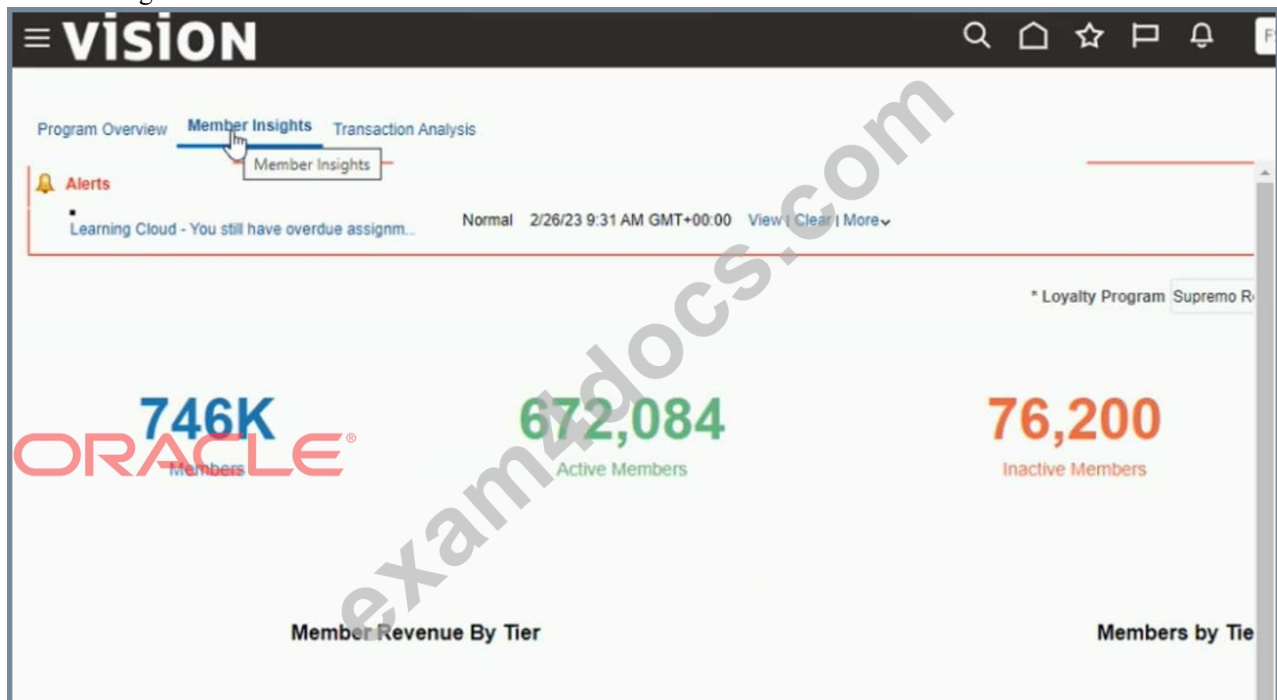 VISION
F
Program Overview Member Insights Transaction Analysis
Member Insights
Alerts
Learning Cloud - You still have overdue assignm..
Normal 2/26/23 9:31 AM GMT+00:00 View | Clear | More
* Loyalty Program Supremo R
746K 672,084 76,200
ORACLE®
Members Active Members Inactive Members
exam4docs.com
Member Revenue By Tier Members by Tie